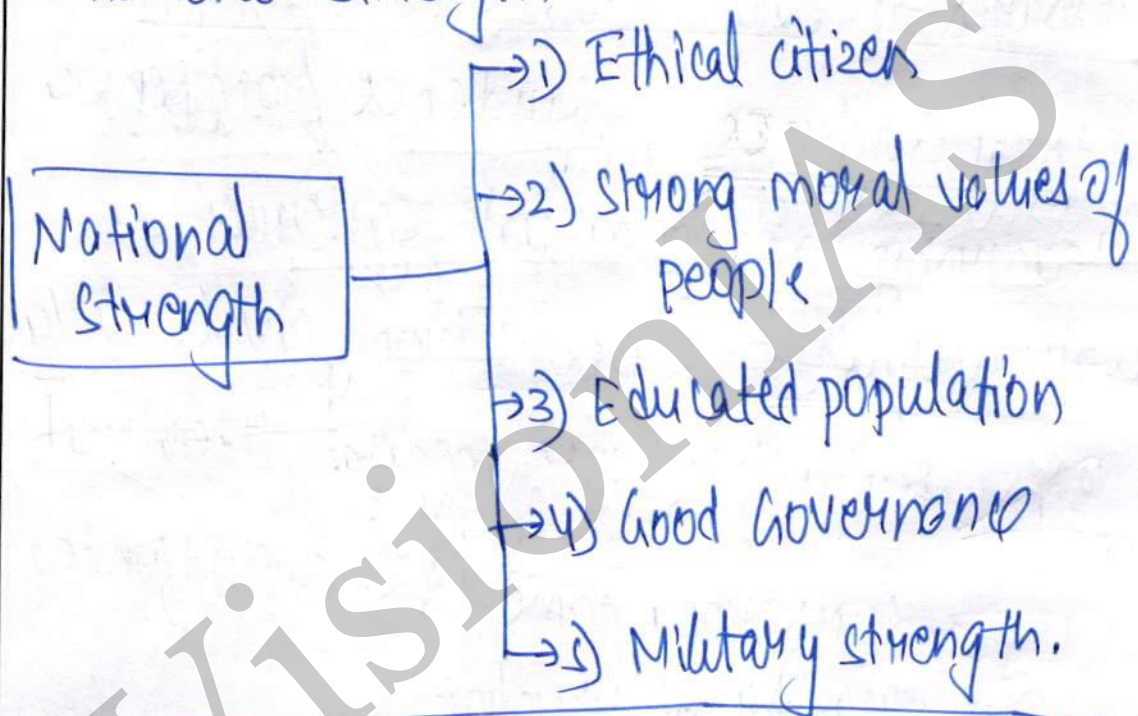 →1) Ethical citizen
→2) Strong moral values of
people
National
strength
→3) Educated population
→4) Good Governance
→5) Military strength.
VisionIAS